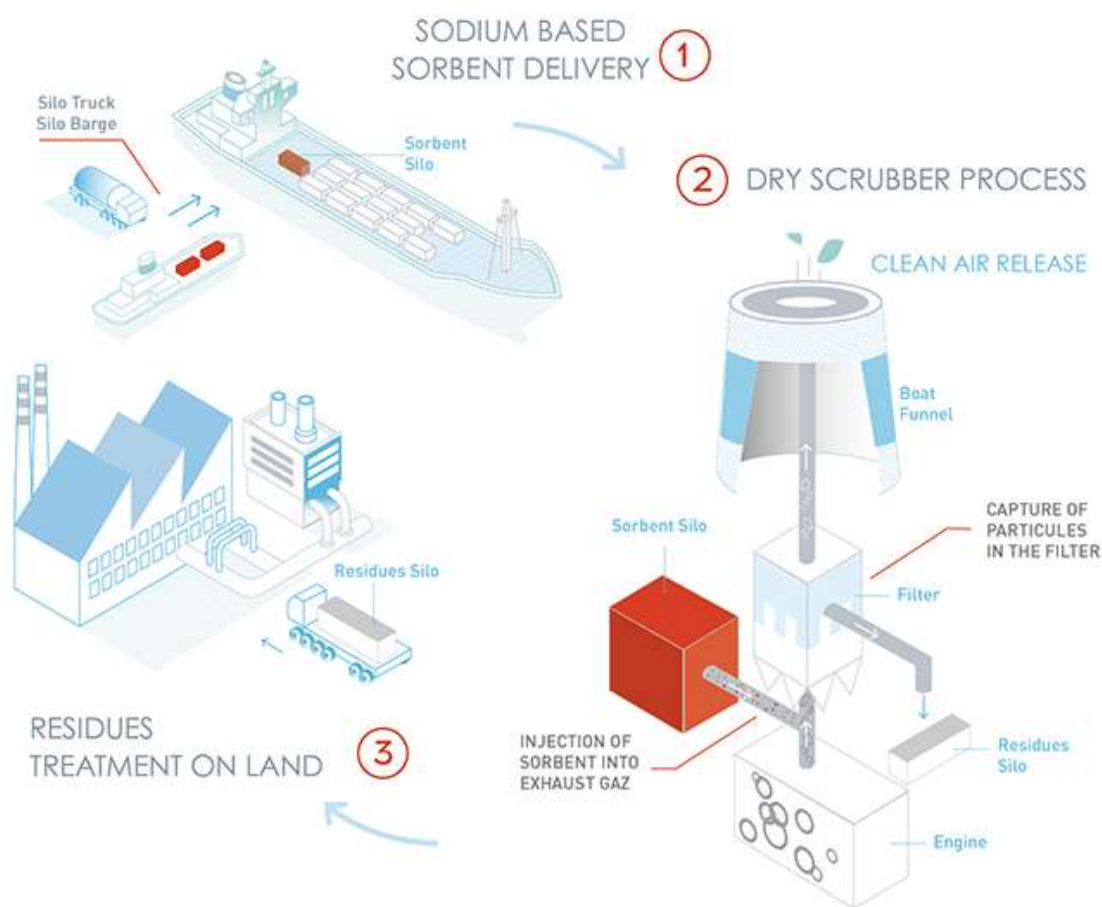 SODIUM BASED
SORBENT DELIVERY
1
Silo Truck
Silo Barge
Sorbent
Silo
2
DRY SCRUBBER PROCESS
CLEAN AIR RELEASE
Boat
Funnel
CAPTURE OF
PARTICULES
IN THE FILTER
Sorbent Silo
Filter
INJECTION OF
SORBENT INTO
EXHAUST GAZ
Residues
Silo
Engine
Residues Silo
RESIDUES
TREATMENT ON LAND
3